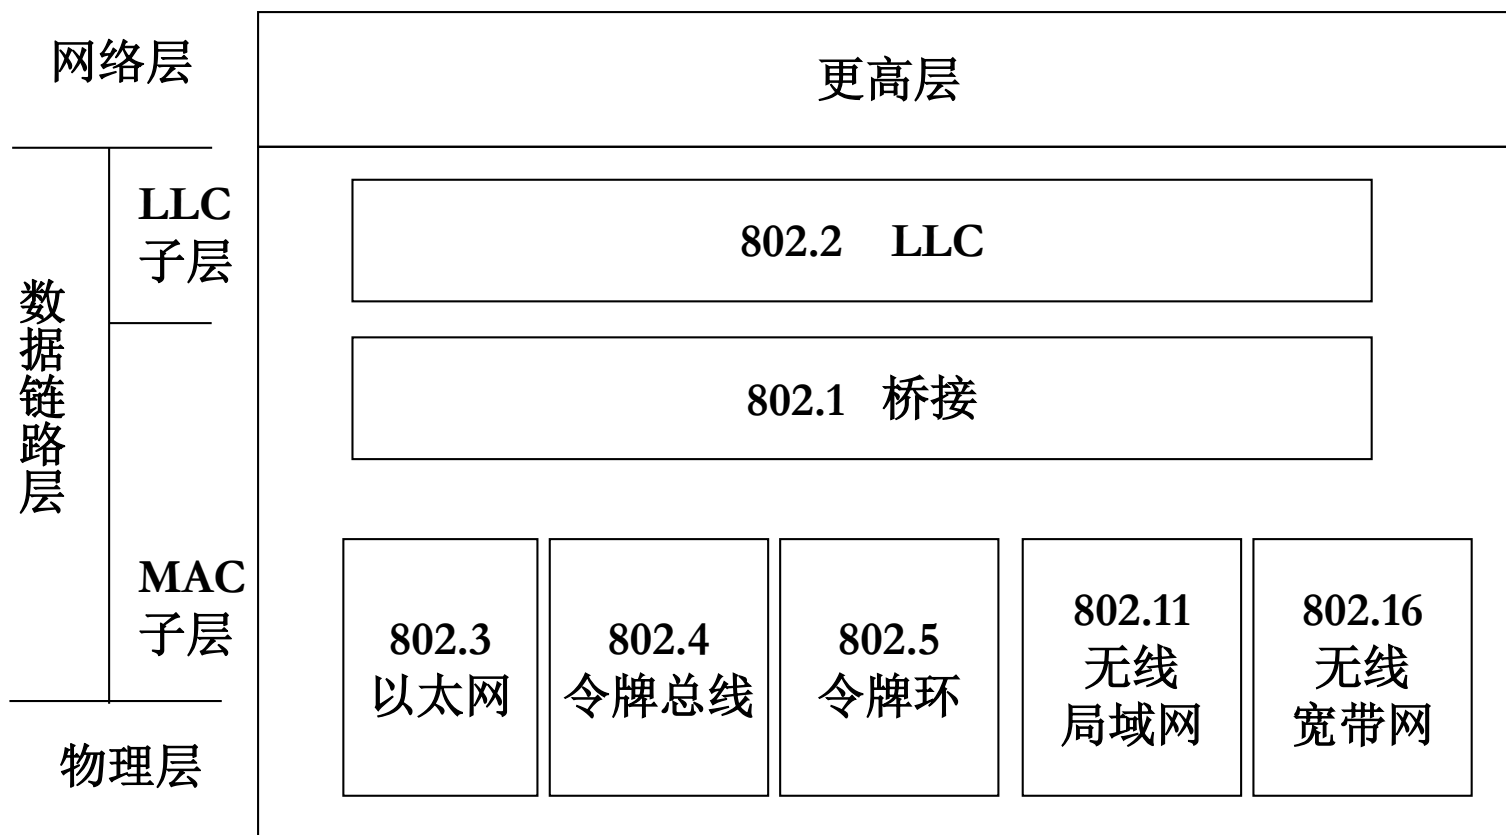 网络层
更高层
LLC
子层
802.2 LLC
数据链路层
802.1 桥接
MAC
子层
802.3
以太网
802.4
令牌总线
802.5
令牌环
802.11
无线
局域网
802.16
无线
宽带网
物理层